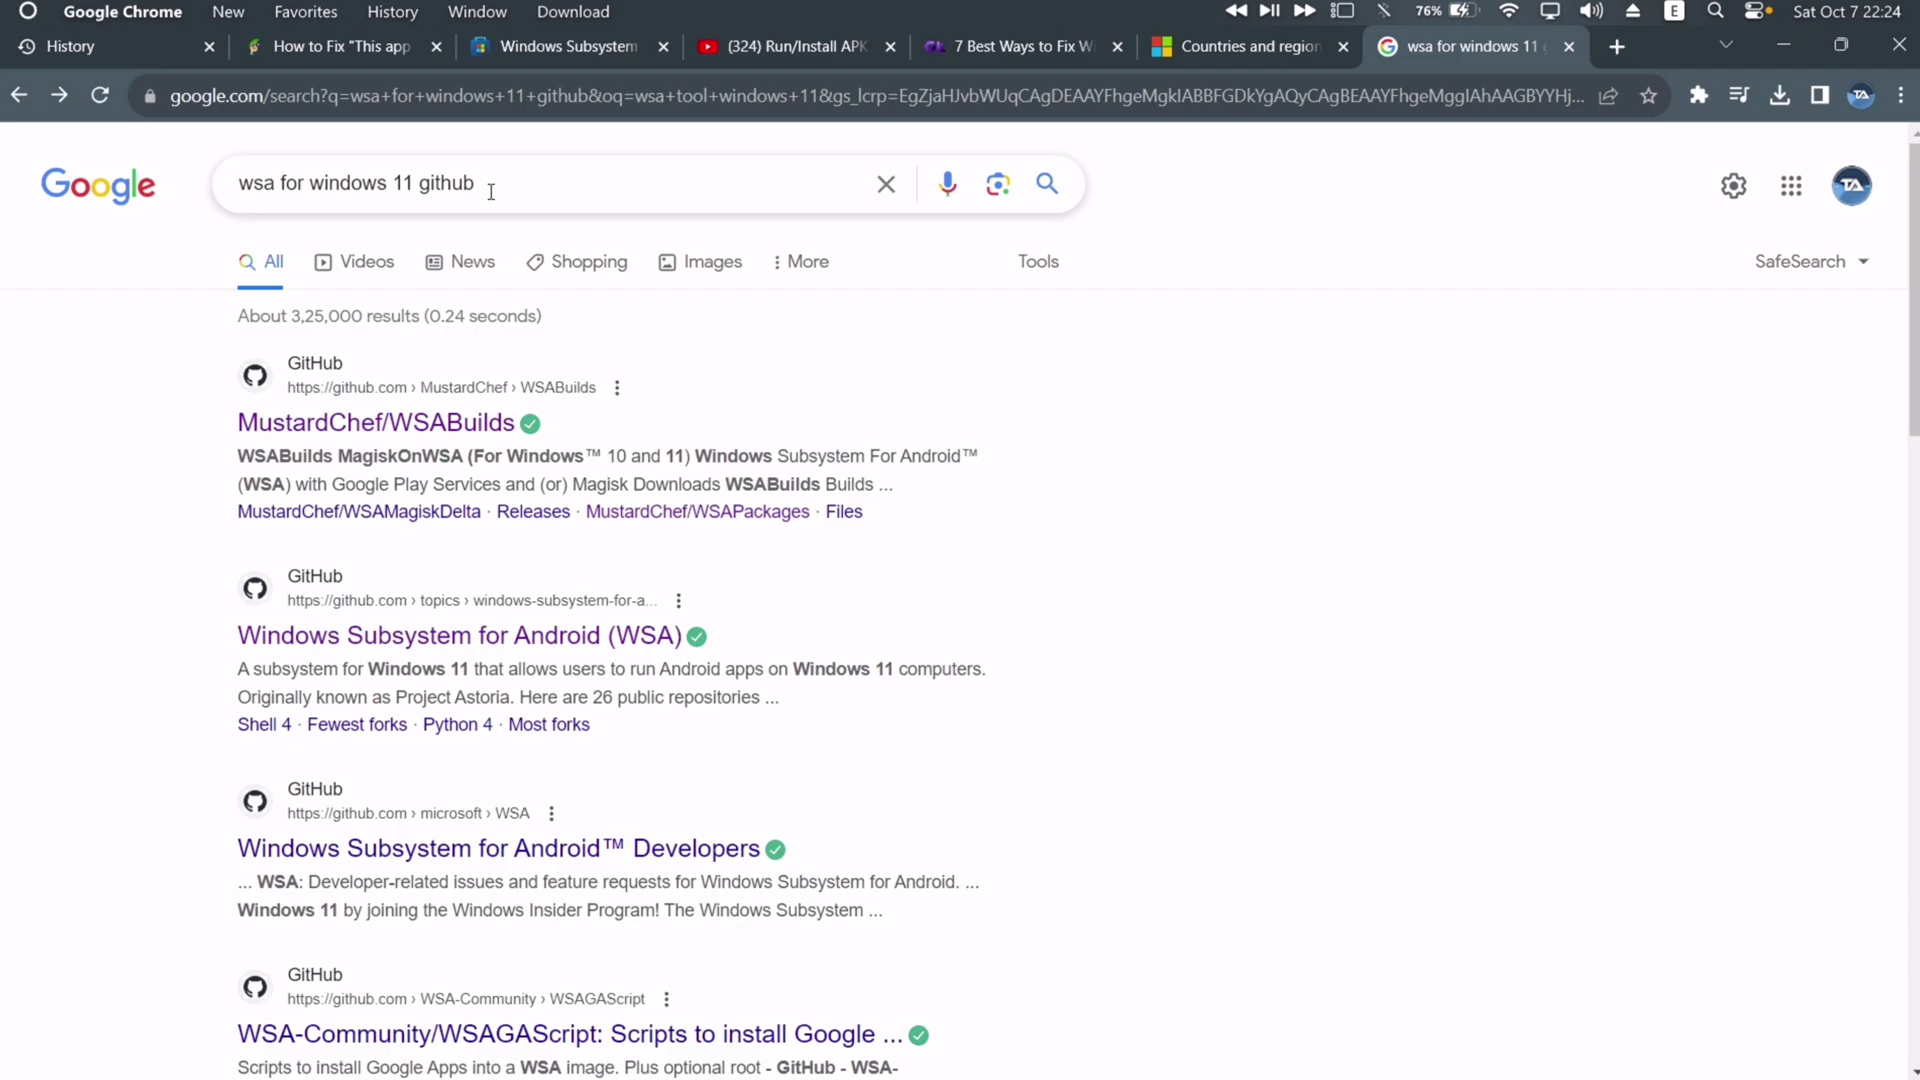 Google Chrome New Favorites History Window Download 76% E Sat Oct 7 22:24
History How to Fix "This app Windows Subsystem (324) Run/Install APK 7 Best Ways to Fix Wi Countries and region wsa for windows 11 g
google.com/search?q=wsa+for+windows+11+github&oq=wsa+tool+windows+11&gs_lcrp=EgZjaHJvbWUqCAgDEAAYFhgeMgkIABBFGDkYgAQyCAgBEAAYFhgeMggIAhAAGBYYHj... TA
Google wsa for windows 11 github TA
All Videos News Shopping Images More Tools SafeSearch
About 3,25,000 results (0.24 seconds)
GitHub
https://github.com › MustardChef › WSABuilds
MustardChef/WSABuilds
WSABuilds MagiskOnWSA (For Windows™ 10 and 11) Windows Subsystem For Android™
(WSA) with Google Play Services and (or) Magisk Downloads WSABuilds Builds ...
MustardChef/WSAMagiskDelta · Releases · MustardChef/WSAPackages · Files
GitHub
https://github.com › topics › windows-subsystem-for-a...
Windows Subsystem for Android (WSA)
A subsystem for Windows 11 that allows users to run Android apps on Windows 11 computers.
Originally known as Project Astoria. Here are 26 public repositories ...
Shell 4 · Fewest forks · Python 4 · Most forks
GitHub
https://github.com › microsoft › WSA
Windows Subsystem for Android™ Developers
... WSA: Developer-related issues and feature requests for Windows Subsystem for Android. ...
Windows 11 by joining the Windows Insider Program! The Windows Subsystem ...
GitHub
https://github.com › WSA-Community › WSAGAScript
WSA-Community/WSAGAScript: Scripts to install Google ...
Scripts to install Google Apps into a WSA image. Plus optional root - GitHub - WSA-